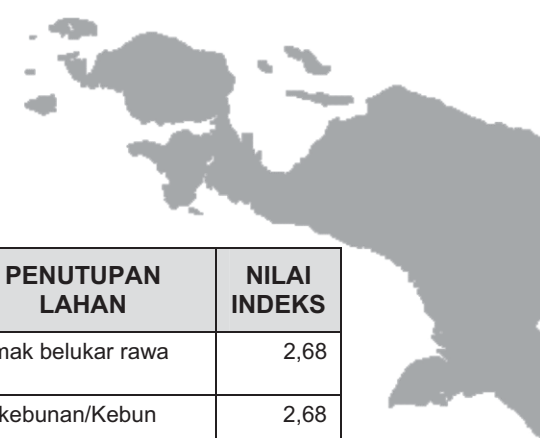 PENUTUPAN
LAHAN
NILAI
INDEKS
mak belukar rawa 2,68
kebunan/Kebun 2,68